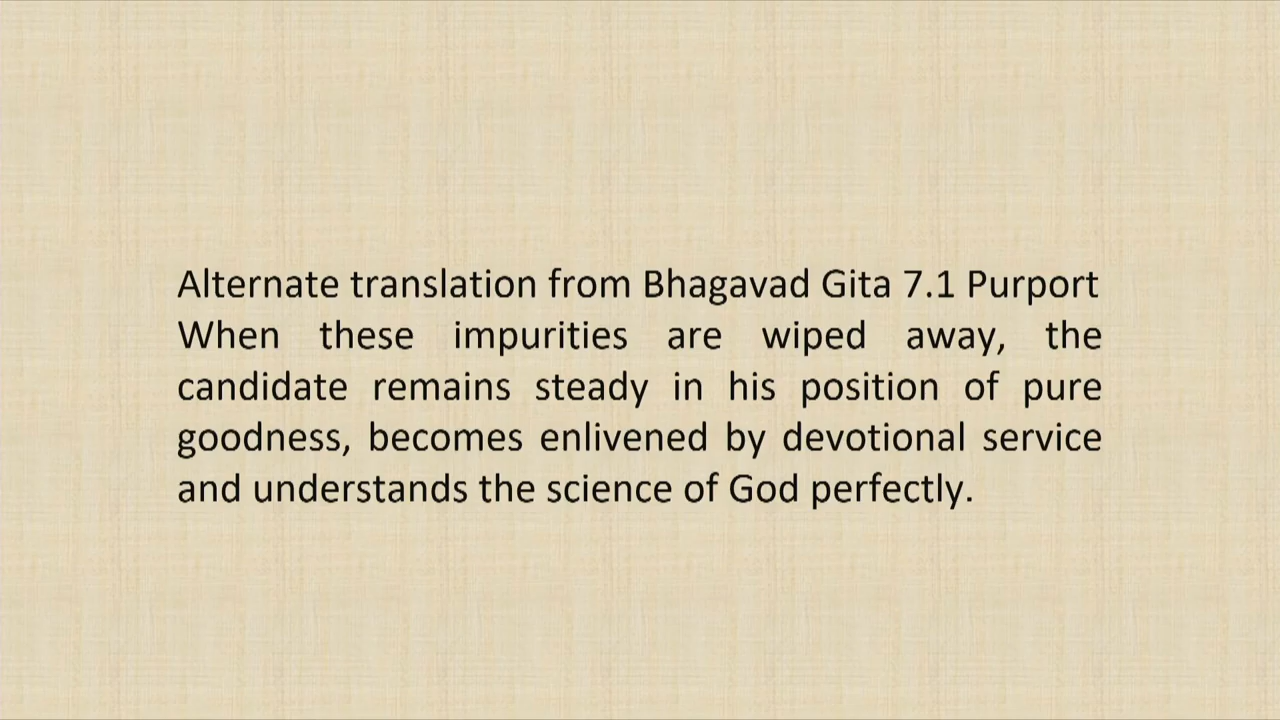 Alternate translation from Bhagavad Gita 7.1 Purport
When these impurities are wiped away, the
candidate remains steady in his position of pure
goodness, becomes enlivened by devotional service
and understands the science of God perfectly.